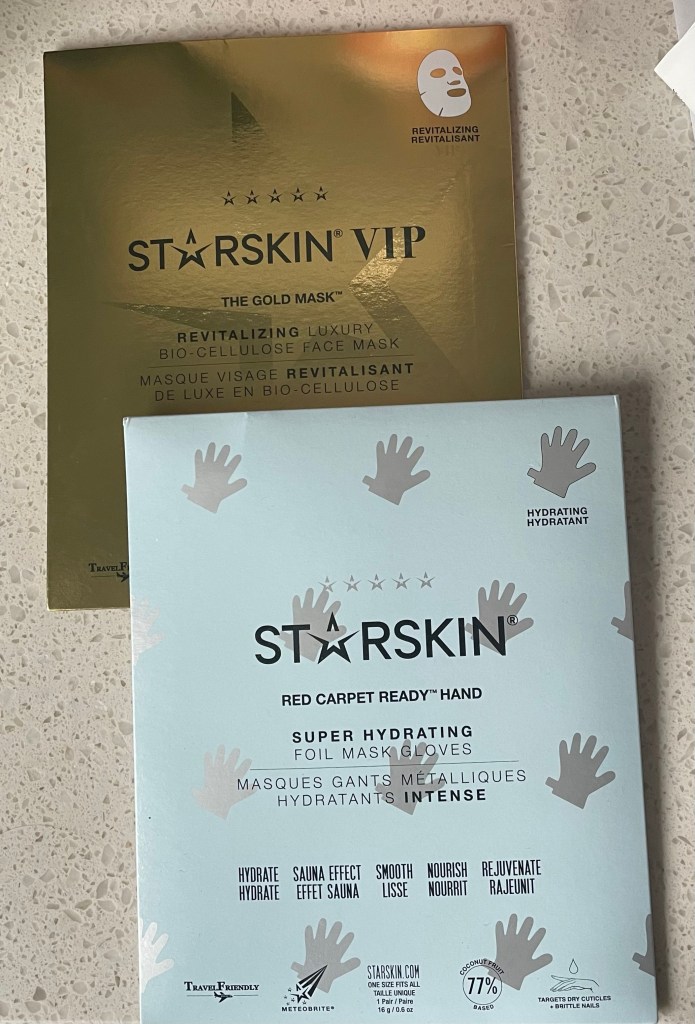 REVITALIZING
REVITALISANT
STARSKIN® VIP
THE GOLD MASK™
REVITALIZING LUXURY
BIO-CELLULOSE FACE MASK
MASQUE VISAGE REVITALISANT
DE LUXE EN BIO-CELLULOSE
HYDRATING
HYDRATANT
STARSKIN®
RED CARPET READY™ HAND
SUPER HYDRATING
FOIL MASK GLOVES
MASQUES GANTS MÉTALLIQUES
HYDRATANTS INTENSE
HYDRATE SAUNA EFFECT SMOOTH NOURISH REJUVENATE
HYDRATE EFFET SAUNA LISSE NOURRIT RAJEUNIT
TRAVELFRIENDLY
METEOBRITE®
STARSKIN.COM
ONE SIZE FITS ALL
TAILLE UNIQUE
1 Pair / Paire
16 g / 0.6 oz
COCONUT FRUIT
77%
BASED
TARGETS DRY CUTICLES
+ BRITTLE NAILS